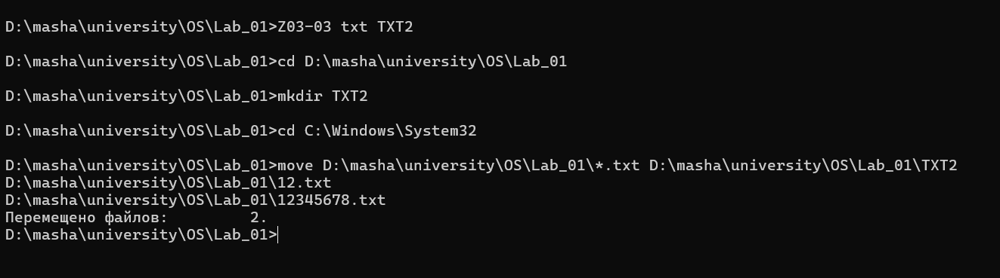 D:\masha\university\OS\Lab_01>Z03-03 txt TXT2
D:\masha\university\OS\Lab_01>cd D:\masha\university\OS\Lab_01
D:\masha\university\OS\Lab_01>mkdir TXT2
D:\masha\university\OS\Lab_01>cd C:\Windows\System32
D:\masha\university\OS\Lab_01>move D:\masha\university\OS\Lab_01\*.txt D:\masha\university\OS\Lab_01\TXT2
D:\masha\university\OS\Lab_01\12.txt
D:\masha\university\OS\Lab_01\12345678.txt
Перемещено файлов:         2.
D:\masha\university\OS\Lab_01>